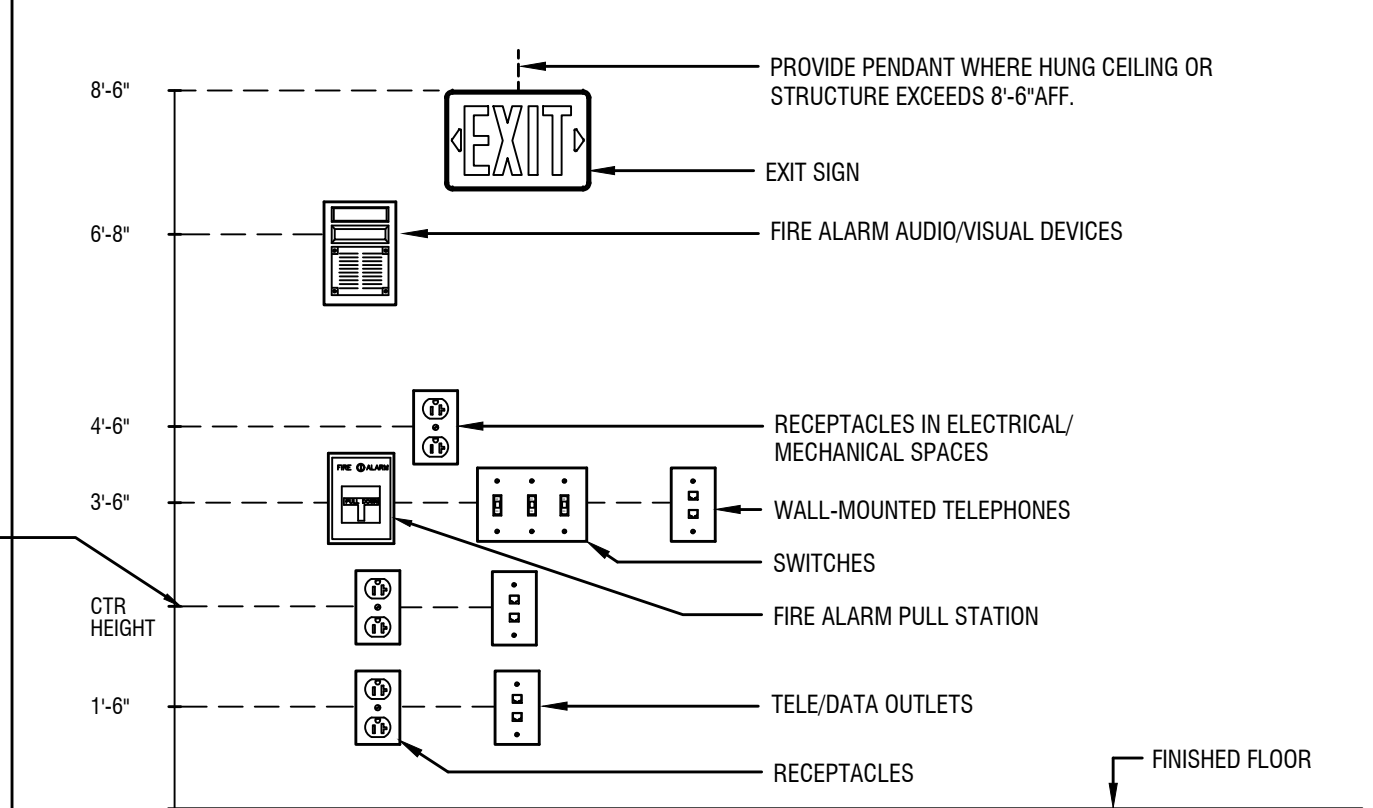 PROVIDE PENDANT WHERE HUNG CEILING OR
STRUCTURE EXCEEDS 8'-6"AFF.
8'-6"
EXIT
EXIT SIGN
6'-8"
FIRE ALARM AUDIO/VISUAL DEVICES
4'-6"
RECEPTACLES IN ELECTRICAL/
MECHANICAL SPACES
FIRE ALARM
PULL DOWN
3'-6"
WALL-MOUNTED TELEPHONES
SWITCHES
CTR
HEIGHT
FIRE ALARM PULL STATION
1'-6"
TELE/DATA OUTLETS
RECEPTACLES
FINISHED FLOOR